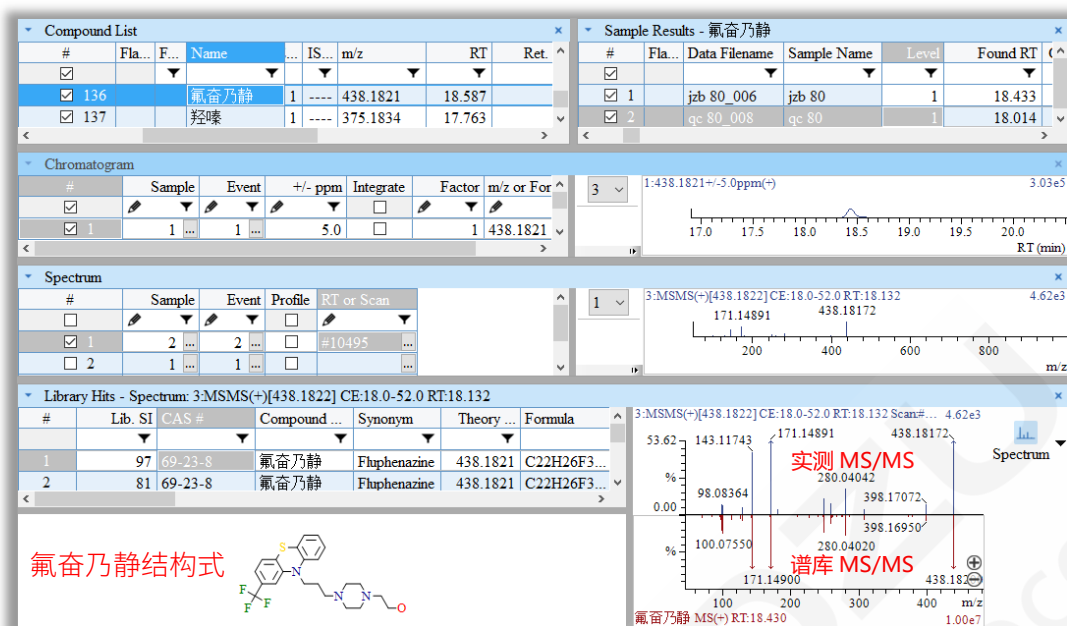 Compound List
# Fla... F... Name ... IS... m/z RT Ret.
136 氟奋乃静 1 ---- 438.1821 18.587
137 羟嗪 1 ---- 375.1834 17.763
Sample Results - 氟奋乃静
# Fla... Data Filename Sample Name Level Found RT
1 jzb 80_006 jzb 80 1 18.433
2 qc 80_008 qc 80 1 18.014
Chromatogram
# Sample Event +/- ppm Integrate Factor m/z or For
1 1 ... 1 ... 5.0 1 438.1821
3
1:438.1821+/-5.0ppm(+) 3.03e5
17.0 17.5 18.0 18.5 19.0 19.5 20.0
RT (min)
Spectrum
# Sample Event Profile RT or Scan
1 2 ... 2 ... #10495 ...
2 1 ... 1 ... ...
1
3:MSMS(+)[438.1822] CE:18.0-52.0 RT:18.132 4.62e3
171.14891 438.18172
200 400 600 800
m/z
Library Hits - Spectrum: 3:MSMS(+)[438.1822] CE:18.0-52.0 RT:18.132
# Lib. SI CAS # Compound ... Synonym Theory ... Formula
1 97 69-23-8 氟奋乃静 Fluphenazine 438.1821 C22H26F3...
2 81 69-23-8 氟奋乃静 Fluphenazine 438.1821 C22H26F3...
3:MSMS(+)[438.1822] CE:18.0-52.0 RT:18.132 Scan:#... 4.62e3
53.62 143.11743 171.14891 438.18172
Spectrum
实测 MS/MS
% 280.04042
98.08364 398.17072
0.00
398.16950
% 100.07550 280.04020
谱库 MS/MS
171.14900 438.182
100 200 300 400 m/z
氟奋乃静 MS(+) RT:18.430 1.00e7
氟奋乃静结构式
S
N
F
F
F
N
N
O